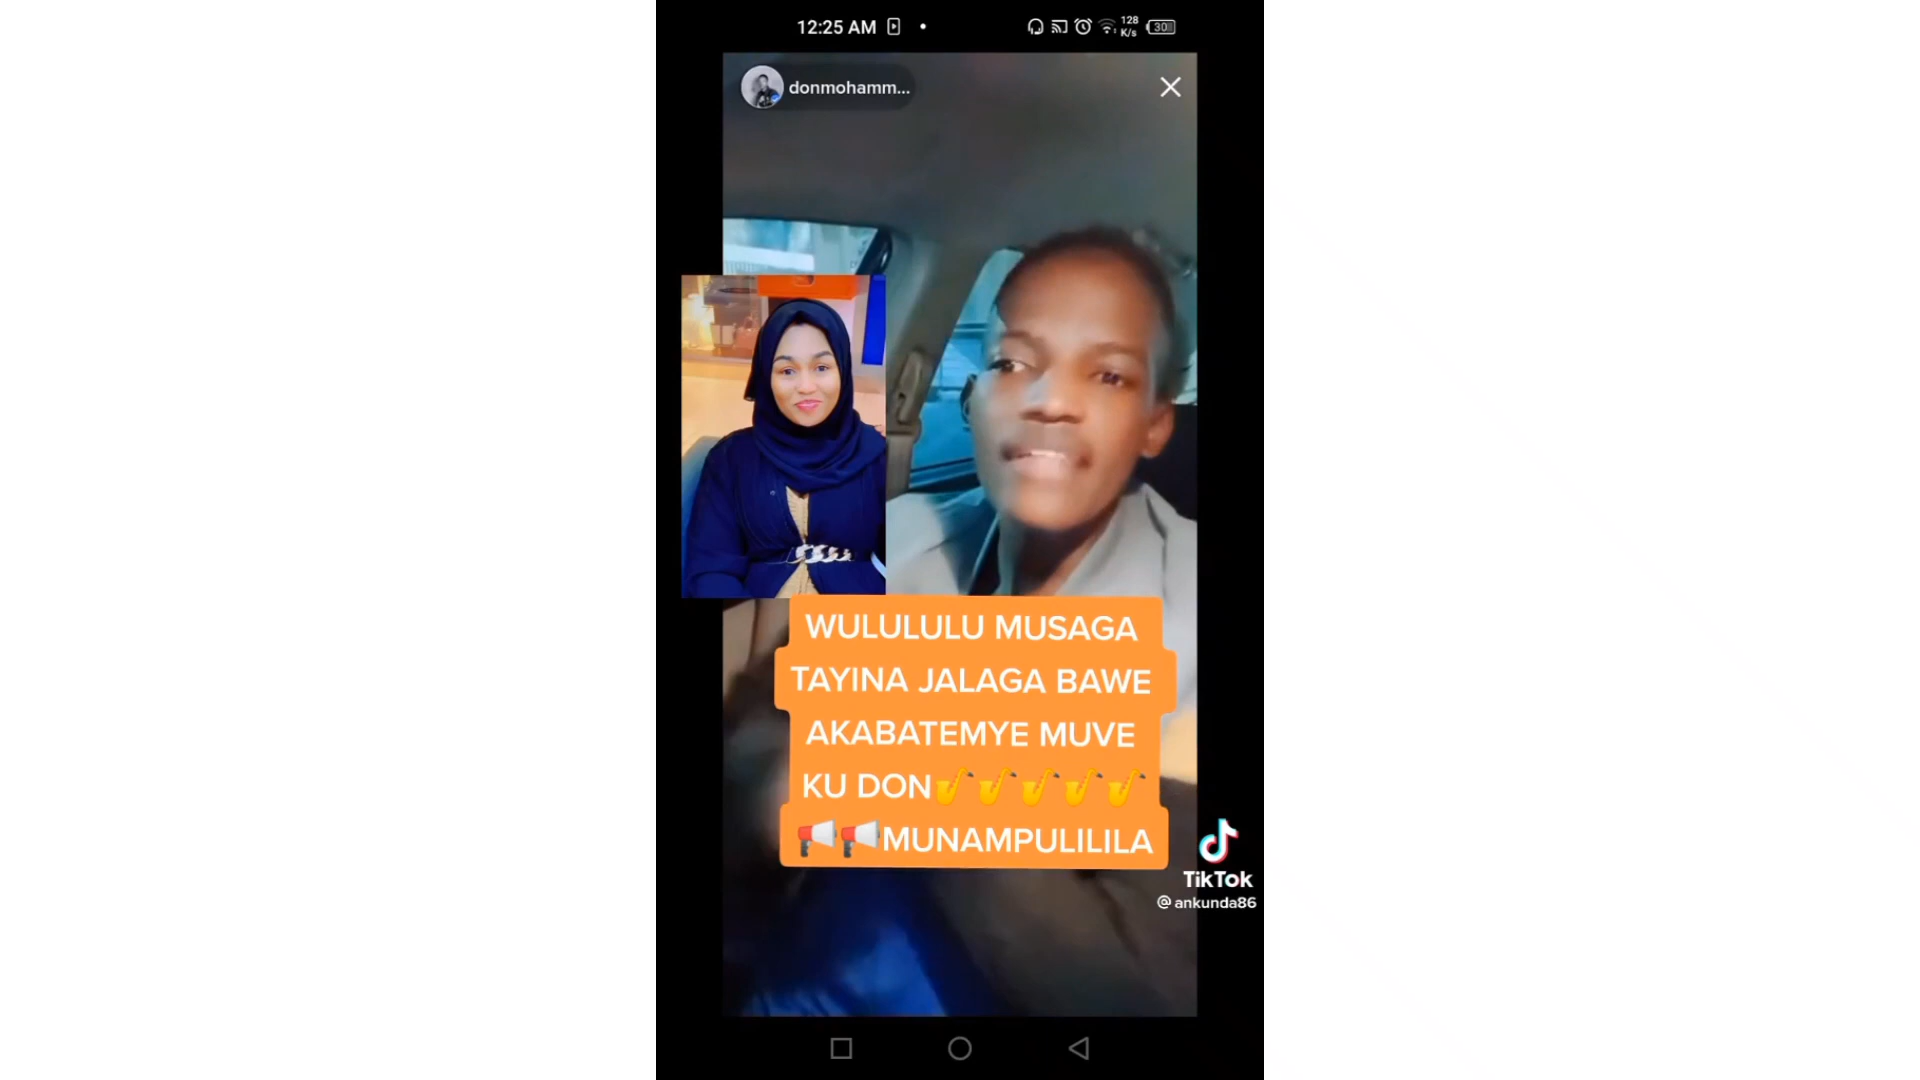 12:25 AM
128
K/s
30
donmohamm...
WULULULU MUSAGA
TAYINA JALAGA BAWE
AKABATEMYE MUVE
KU DON🎷🎷🎷🎷🎷
📢📢MUNAMPULILILA
TikTok
@ankunda86